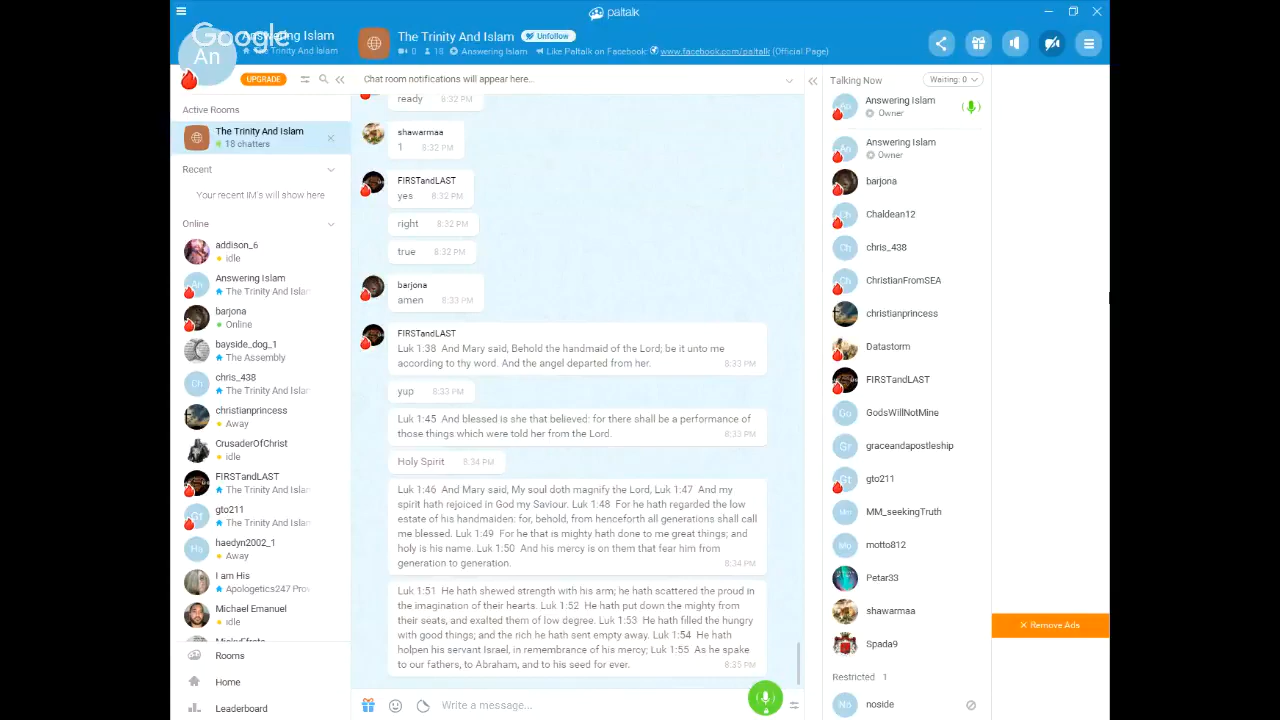 paltalk
Google
An
Answering Islam
The Trinity And Islam
The Trinity And Islam
Unfollow
0 18 Answering Islam Like Paltalk on Facebook: www.facebook.com/paltalk (Official Page)
UPGRADE
Active Rooms
The Trinity And Islam
18 chatters
Recent
Your recent IM's will show here
Online
addison_6
idle
An
Answering Islam
The Trinity And Islam
barjona
Online
bayside_dog_1
The Assembly
Ch
chris_438
The Trinity And Islam
christianprincess
Away
CrusaderOfChrist
idle
FIRSTandLAST
The Trinity And Islam
Gt
gto211
The Trinity And Islam
Ha
haedyn2002_1
Away
I am His
Apologetics247 Prov
Michael Emanuel
idle
Rooms
Home
Leaderboard
Chat room notifications will appear here...
ready 8:32 PM
shawarmaa
1 8:32 PM
FIRSTandLAST
yes 8:32 PM
right 8:32 PM
true 8:32 PM
barjona
amen 8:33 PM
FIRSTandLAST
Luk 1:38 And Mary said, Behold the handmaid of the Lord; be it unto me
according to thy word. And the angel departed from her. 8:33 PM
yup 8:33 PM
Luk 1:45 And blessed is she that believed: for there shall be a performance of
those things which were told her from the Lord. 8:33 PM
Holy Spirit 8:34 PM
Luk 1:46 And Mary said, My soul doth magnify the Lord, Luk 1:47 And my
spirit hath rejoiced in God my Saviour. Luk 1:48 For he hath regarded the low
estate of his handmaiden: for, behold, from henceforth all generations shall call
me blessed. Luk 1:49 For he that is mighty hath done to me great things; and
holy is his name. Luk 1:50 And his mercy is on them that fear him from
generation to generation. 8:34 PM
Luk 1:51 He hath shewed strength with his arm; he hath scattered the proud in
the imagination of their hearts. Luk 1:52 He hath put down the mighty from
their seats, and exalted them of low degree. Luk 1:53 He hath filled the hungry
with good things; and the rich he hath sent empty away. Luk 1:54 He hath
holpen his servant Israel, in remembrance of his mercy; Luk 1:55 As he spake
to our fathers, to Abraham, and to his seed for ever. 8:35 PM
Write a message...
Talking Now
Waiting: 0
An
Answering Islam
Owner
An
Answering Islam
Owner
barjona
Ch
Chaldean12
Ch
chris_438
Ch
ChristianFromSEA
christianprincess
Datastorm
FIRSTandLAST
Go
GodsWillNotMine
Gr
graceandapostleship
Gt
gto211
Mm
MM_seekingTruth
Mo
motto812
Petar33
shawarmaa
Spada9
Restricted 1
No
noside
Remove Ads